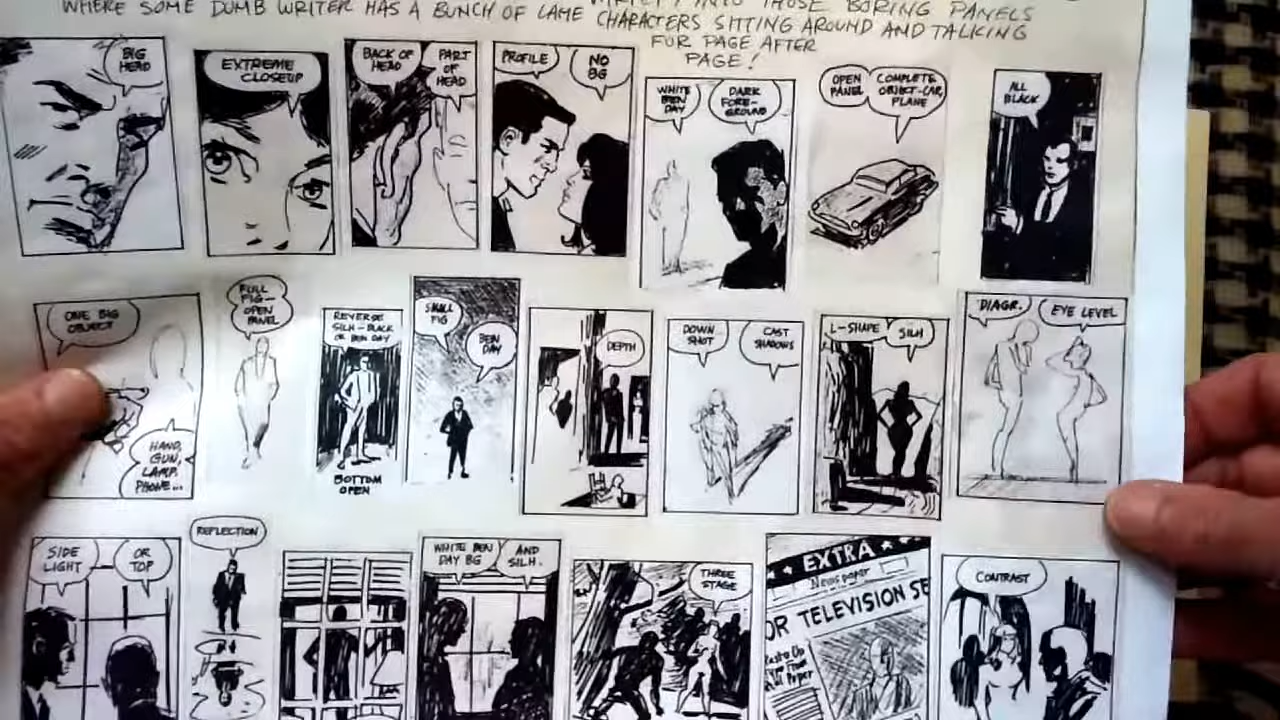 WHERE SOME DUMB WRITER HAS A BUNCH OF LAME CHARACTERS SITTING AROUND AND TALKING
INTO THOSE BORING PANELS
FOR PAGE AFTER
PAGE!
BIG
HEAD
EXTREME
CLOSEUP
BACK OF
HEAD
PART
OF
HEAD
PROFILE
NO
BG
WHITE
BEN
DAY
DARK
FORE-
GROUND
OPEN
PANEL
COMPLETE
OBJECT-CAR,
PLANE
ALL
BLACK
ONE BIG
OBJECT
HAND,
GUN,
LAMP,
PHONE...
FULL
FIG—
OPEN
PANEL
REVERSE
SILH-BLACK
OR BEN DAY
BOTTOM
OPEN
SMALL
FIG
BEN
DAY
DEPTH
DOWN
SHOT
CAST
SHADOWS
L-SHAPE
SILH
DIAGR.
EYE LEVEL
SIDE
LIGHT
OR
TOP
REFLECTION
WHITE BEN
DAY BG
AND
SILH.
THREE
STAGE
EXTRA
Newspaper
OR TELEVISION SE
CONTRAST